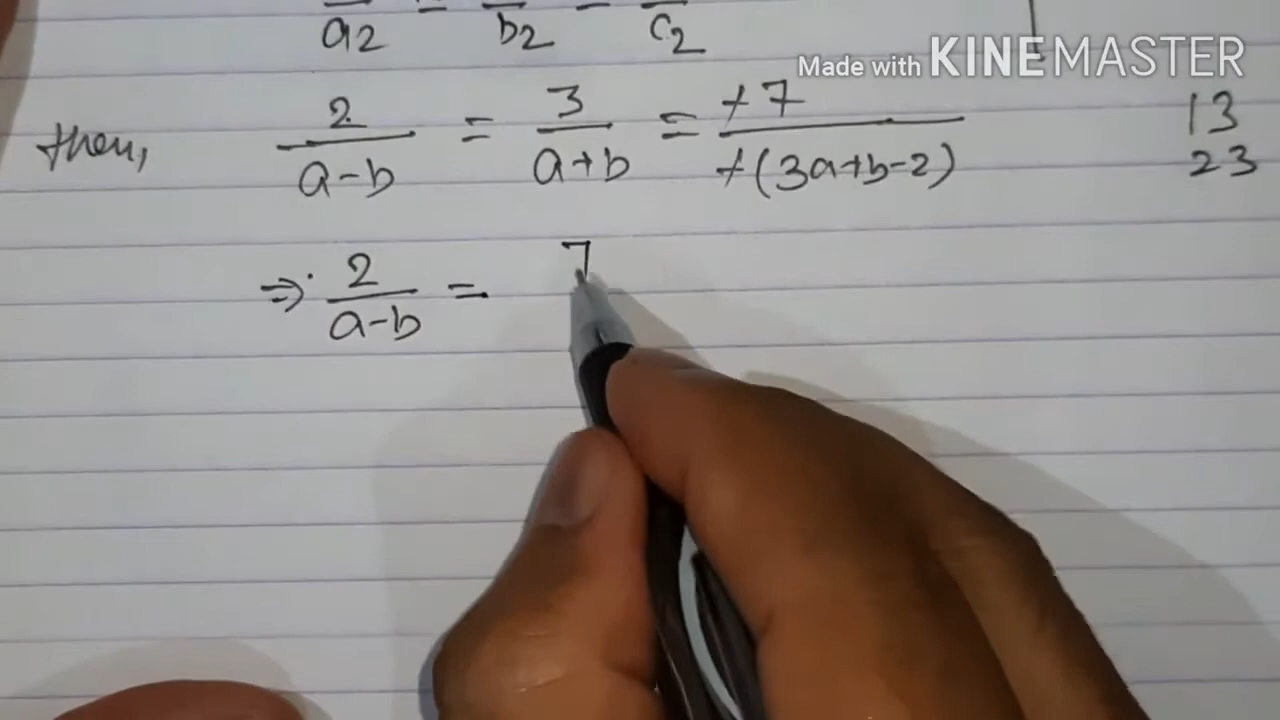 a2 = b2 = c2
Made with KINEMASTER
then, 2/(a-b) = 3/(a+b) = +7/+(3a+b-2)
13
23
⇒ 2/(a-b) = 7